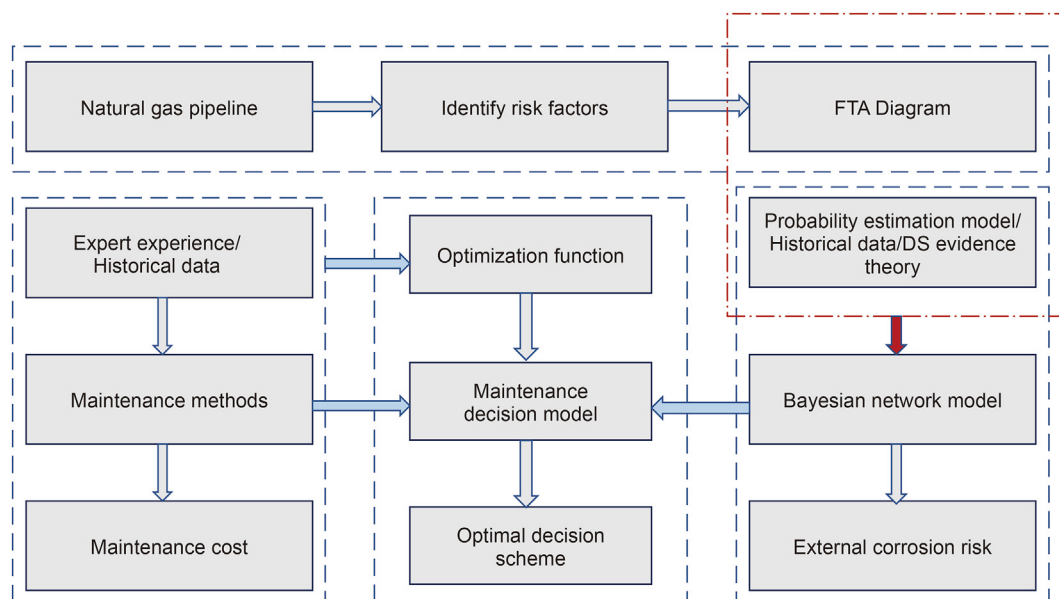 Natural gas pipeline
Identify risk factors
FTA Diagram
Expert experience/
Historical data
Optimization function
Probability estimation model/
Historical data/DS evidence
theory
Maintenance methods
Maintenance
decision model
Bayesian network model
Maintenance cost
Optimal decision
scheme
External corrosion risk